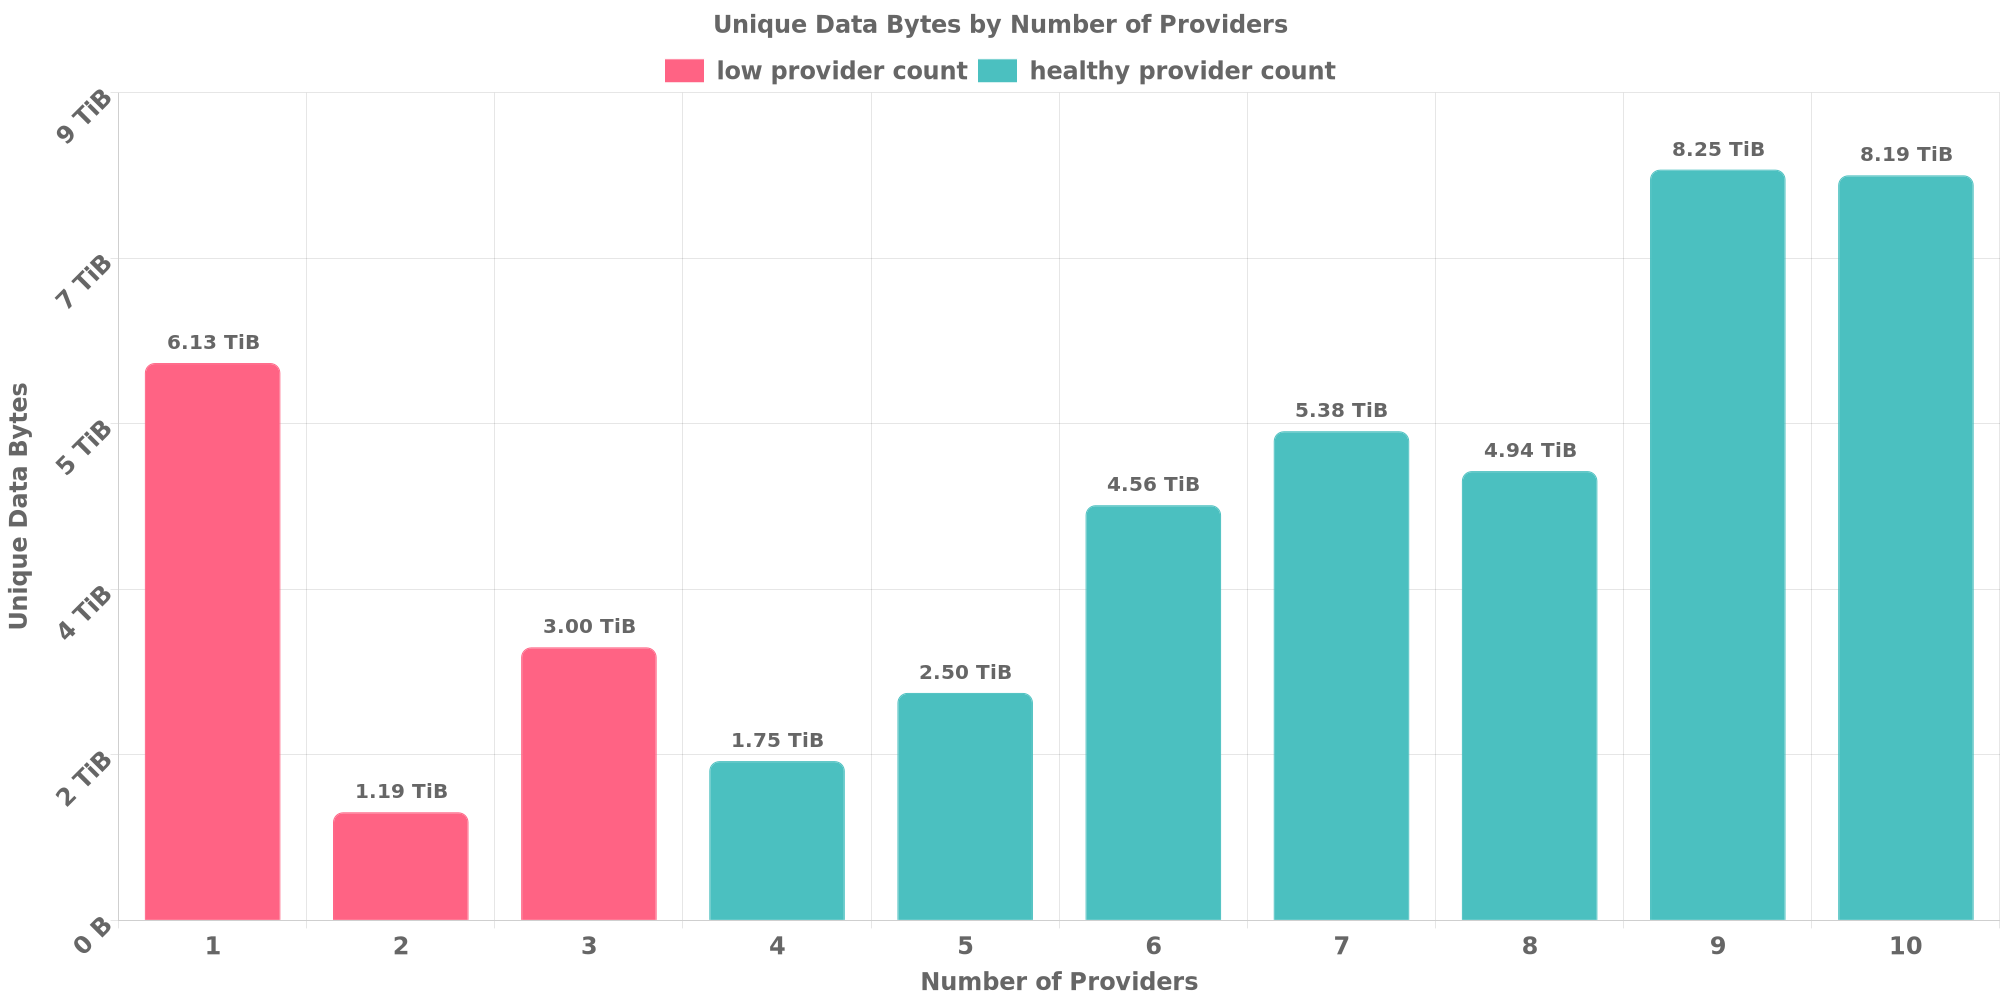 Unique Data Bytes by Number of Providers
low provider count healthy provider count
9 TiB
7 TiB
5 TiB
4 TiB
2 TiB
0 B
Unique Data Bytes
6.13 TiB
1.19 TiB
3.00 TiB
1.75 TiB
2.50 TiB
4.56 TiB
5.38 TiB
4.94 TiB
8.25 TiB
8.19 TiB
1 2 3 4 5 6 7 8 9 10
Number of Providers